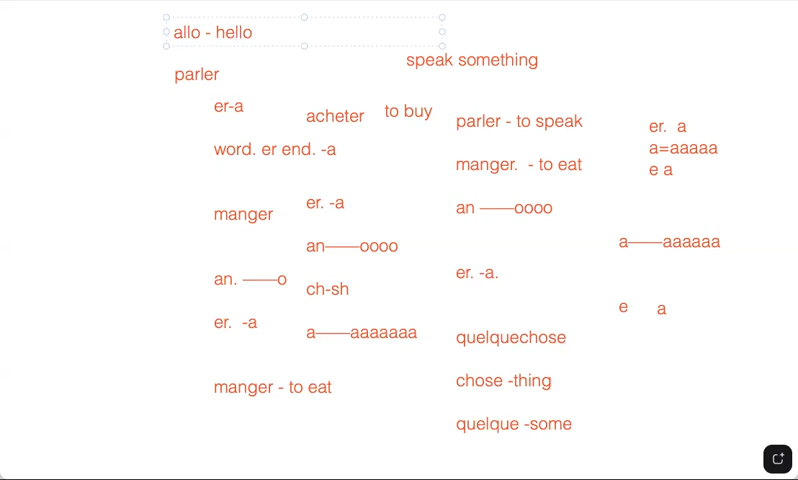 allo - hello
speak something
parler
er-a
word. er end. -a
manger
an. ——o
er. -a
manger - to eat
acheter
to buy
er. -a
an——oooo
ch-sh
a——aaaaaaa
parler - to speak
manger. - to eat
an ——oooo
er. -a.
quelquechose
chose -thing
quelque -some
er. a
a=aaaaa
e a
a——aaaaaa
e a